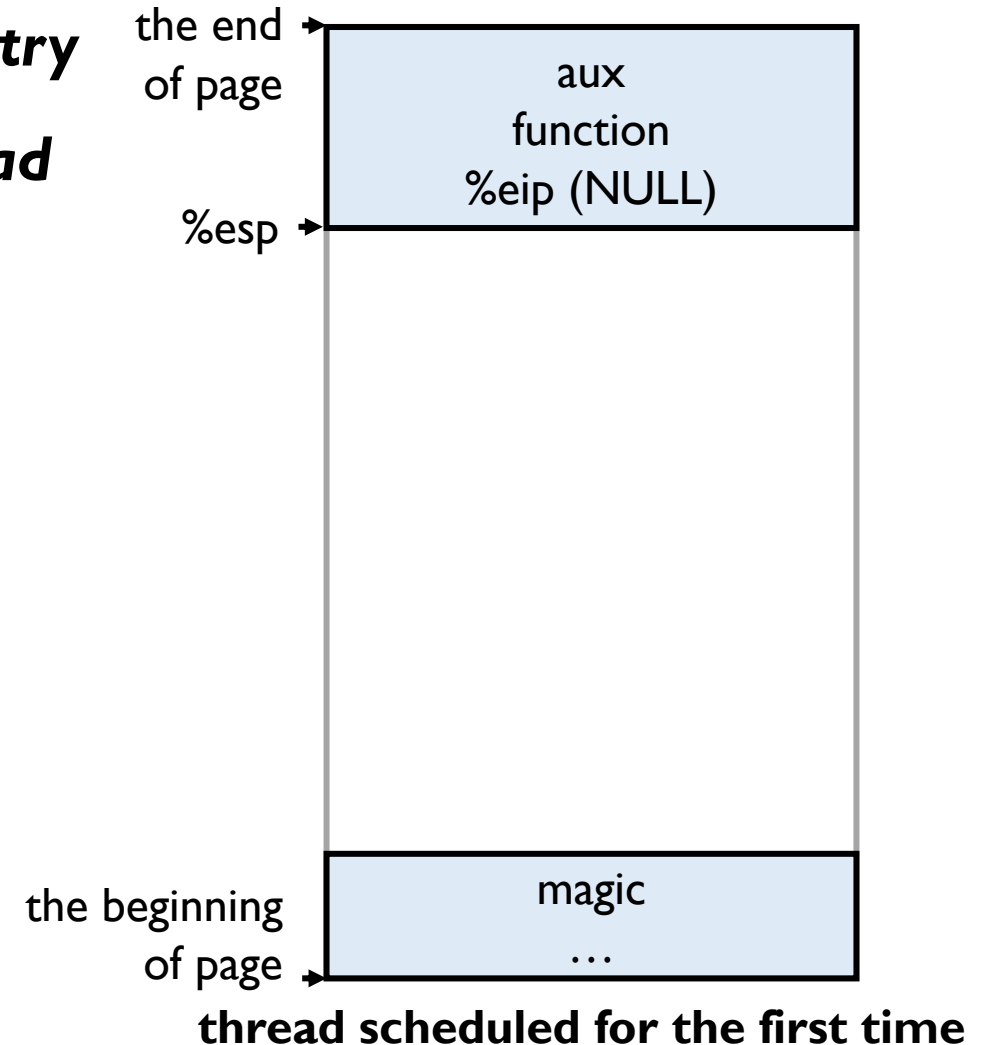 try
ad
the end
of page
aux
function
%eip (NULL)
%esp
magic
…
the beginning
of page
thread scheduled for the first time